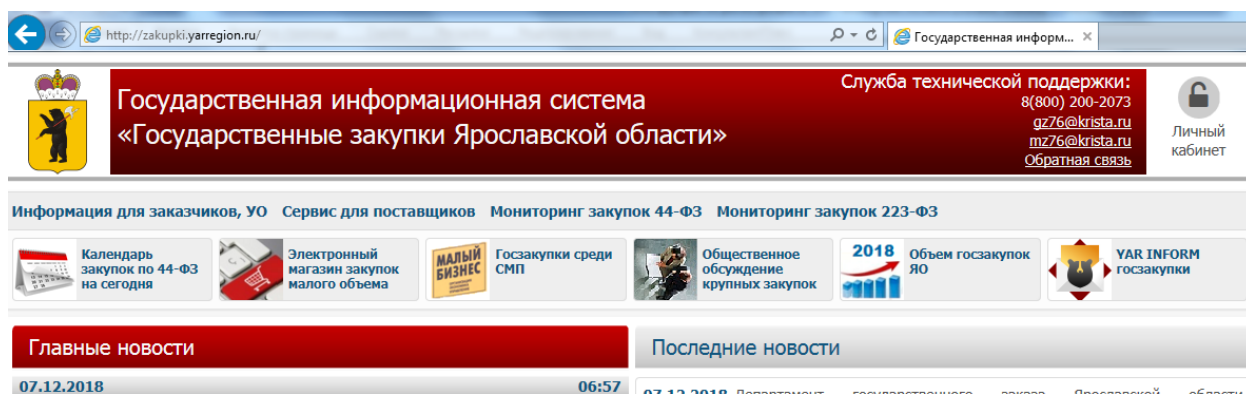 http://zakupki.yarregion.ru/
Государственная информ...
Государственная информационная система
«Государственные закупки Ярославской области»
Служба технической поддержки:
8(800) 200-2073
gz76@krista.ru
mz76@krista.ru
Обратная связь
Личный
кабинет
Информация для заказчиков, УО Сервис для поставщиков Мониторинг закупок 44-ФЗ Мониторинг закупок 223-ФЗ
Календарь
закупок по 44-ФЗ
на сегодня
Электронный
магазин закупок
малого объема
МАЛЫЙ
БИЗНЕС
Госзакупки среди
СМП
Общественное
обсуждение
крупных закупок
2018
Объем госзакупок
ЯО
YAR INFORM
госзакупки
Главные новости
Последние новости
07.12.2018 06:57
07.12.2018 Департамент государственного заказа Ярославской области